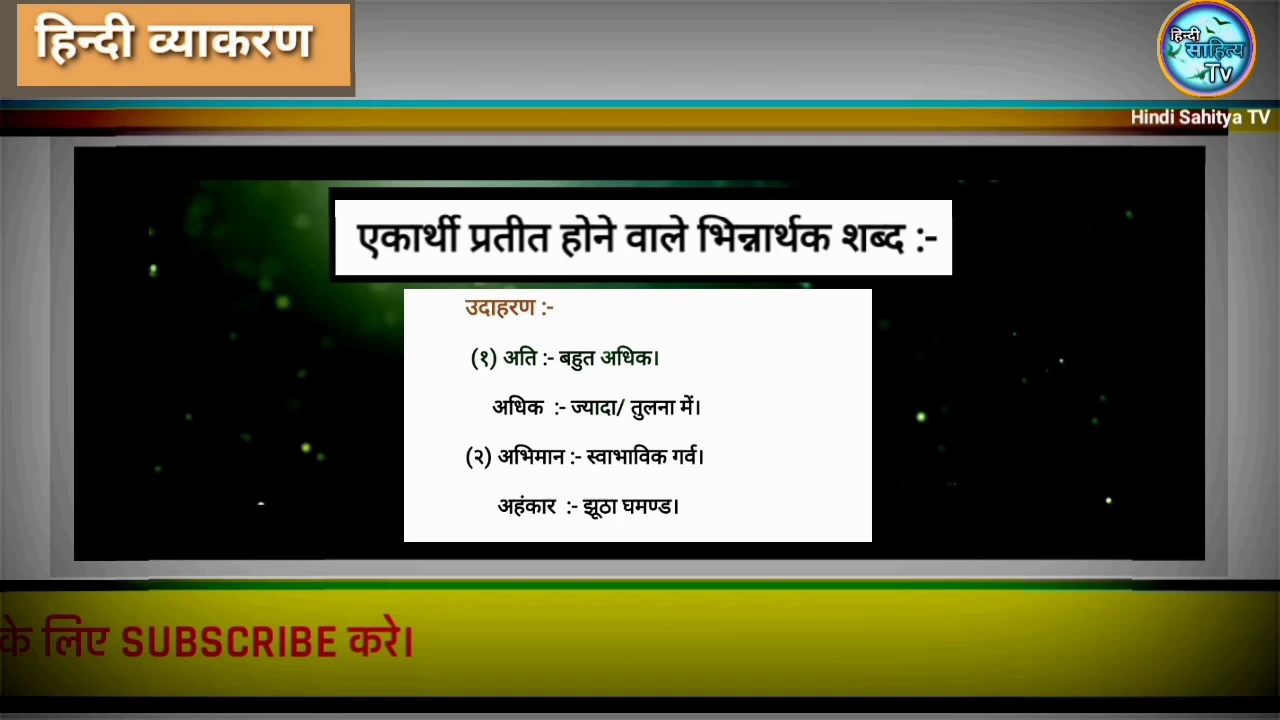 हिन्दी व्याकरण
हिन्दी
साहित्य
Tv
Hindi Sahitya TV
एकार्थी प्रतीत होने वाले भिन्नार्थक शब्द :-
उदाहरण :-
(१) अति :- बहुत अधिक।
अधिक :- ज्यादा/ तुलना में।
(२) अभिमान :- स्वाभाविक गर्व।
अहंकार :- झूठा घमण्ड।
के लिए SUBSCRIBE करे।